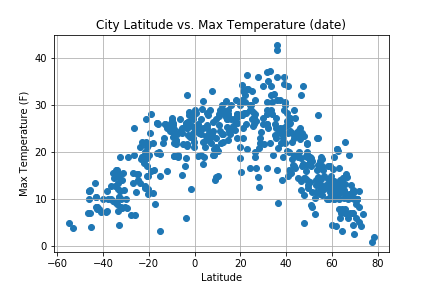 City Latitude vs. Max Temperature (date)
Max Temperature (F)
40
30
20
10
0
−60 −40 −20 0 20 40 60 80
Latitude